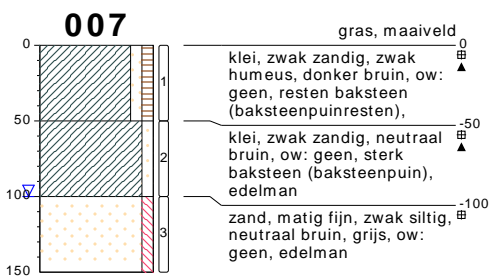 007
gras, maaiveld
0
0
klei, zwak zandig, zwak
humeus, donker bruin, ow:
geen, resten baksteen
(baksteenpuinresten),
1
50
-50
klei, zwak zandig, neutraal
bruin, ow: geen, sterk
baksteen (baksteenpuin),
edelman
2
100
-100
zand, matig fijn, zwak siltig,
neutraal bruin, grijs, ow:
geen, edelman
3
150